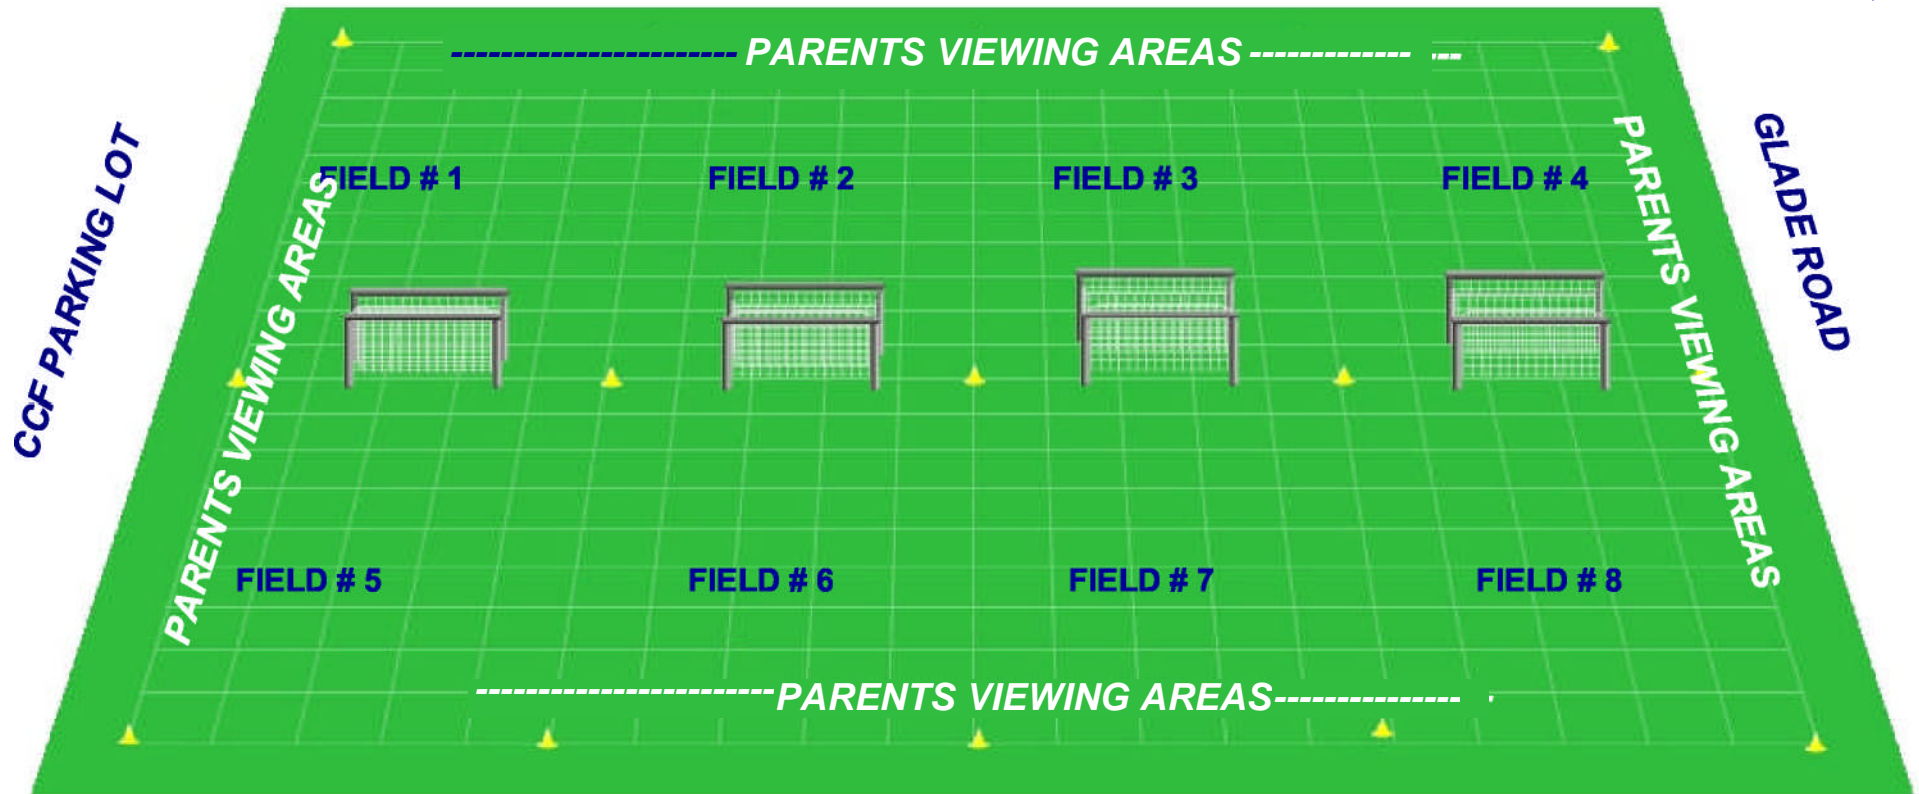 ---------------------- PARENTS VIEWING AREAS ------------- ---
CCF PARKING LOT
PARENTS VIEWING AREAS
FIELD # 1
FIELD # 2
FIELD # 3
FIELD # 4
PARENTS VIEWING AREAS
GLADE ROAD
FIELD # 5
FIELD # 6
FIELD # 7
FIELD # 8
-----------------------PARENTS VIEWING AREAS---------------